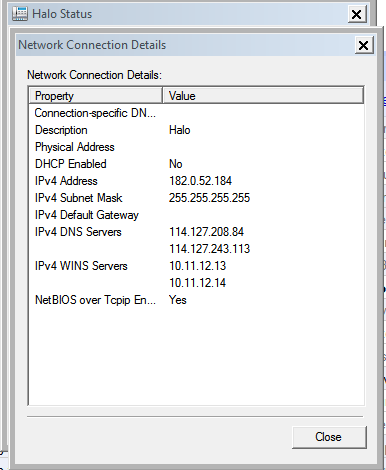 Halo Status
Network Connection Details
Network Connection Details:
Property Value
Connection-specific DN...
Description Halo
Physical Address
DHCP Enabled No
IPv4 Address 182.0.52.184
IPv4 Subnet Mask 255.255.255.255
IPv4 Default Gateway
IPv4 DNS Servers 114.127.208.84
114.127.243.113
IPv4 WINS Servers 10.11.12.13
10.11.12.14
NetBIOS over Tcpip En... Yes
Close